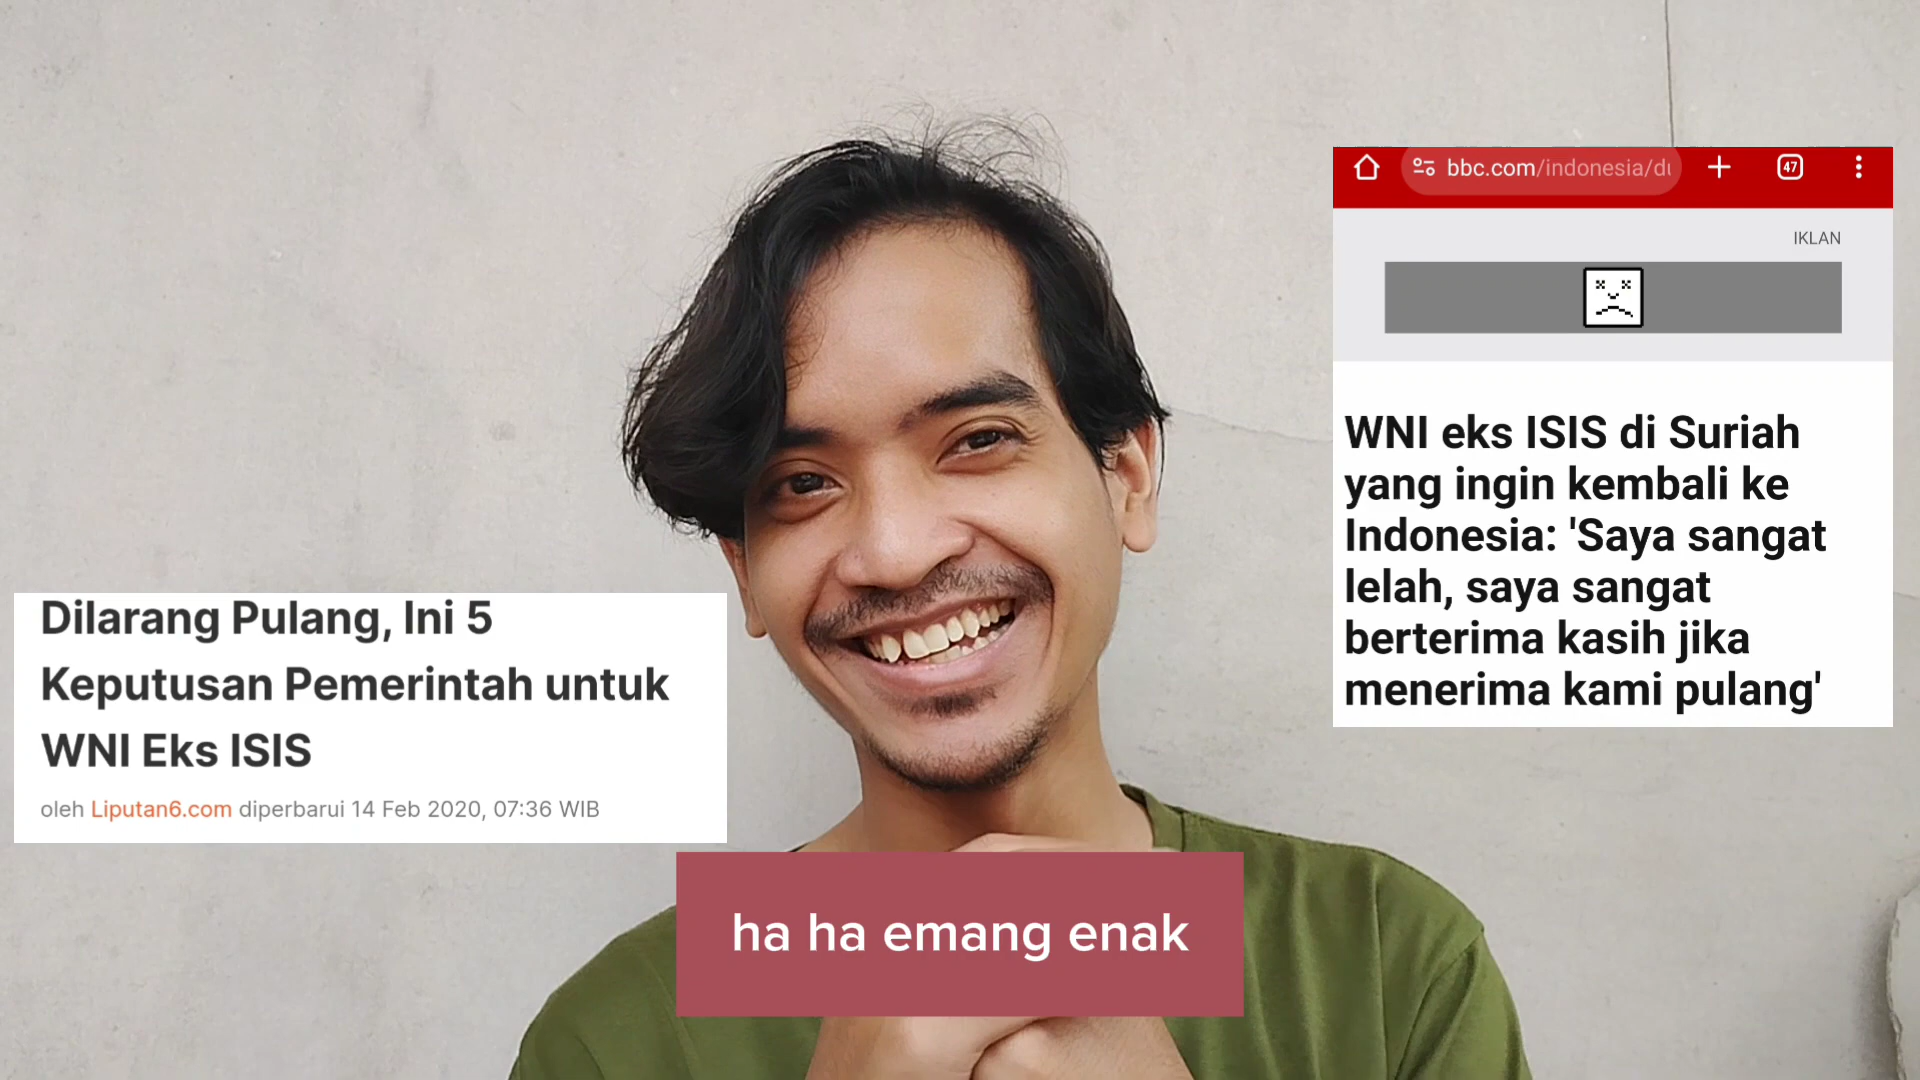 bbc.com/indonesia/du
47
IKLAN
WNI eks ISIS di Suriah
yang ingin kembali ke
Indonesia: 'Saya sangat
lelah, saya sangat
berterima kasih jika
menerima kami pulang'
Dilarang Pulang, Ini 5
Keputusan Pemerintah untuk
WNI Eks ISIS
oleh Liputan6.com diperbarui 14 Feb 2020, 07:36 WIB
ha ha emang enak